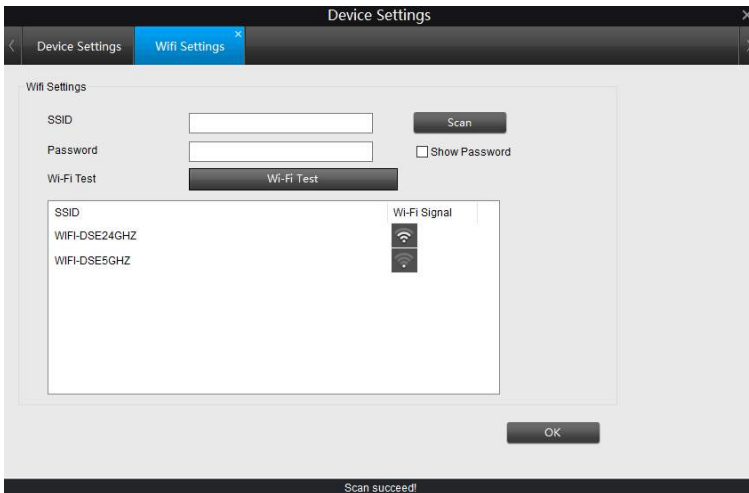 Device Settings
Device Settings Wifi Settings
Wifi Settings
SSID Scan
Password Show Password
Wi-Fi Test Wi-Fi Test
SSID Wi-Fi Signal
WIFI-DSE24GHZ
WIFI-DSE5GHZ
OK
Scan succeed!